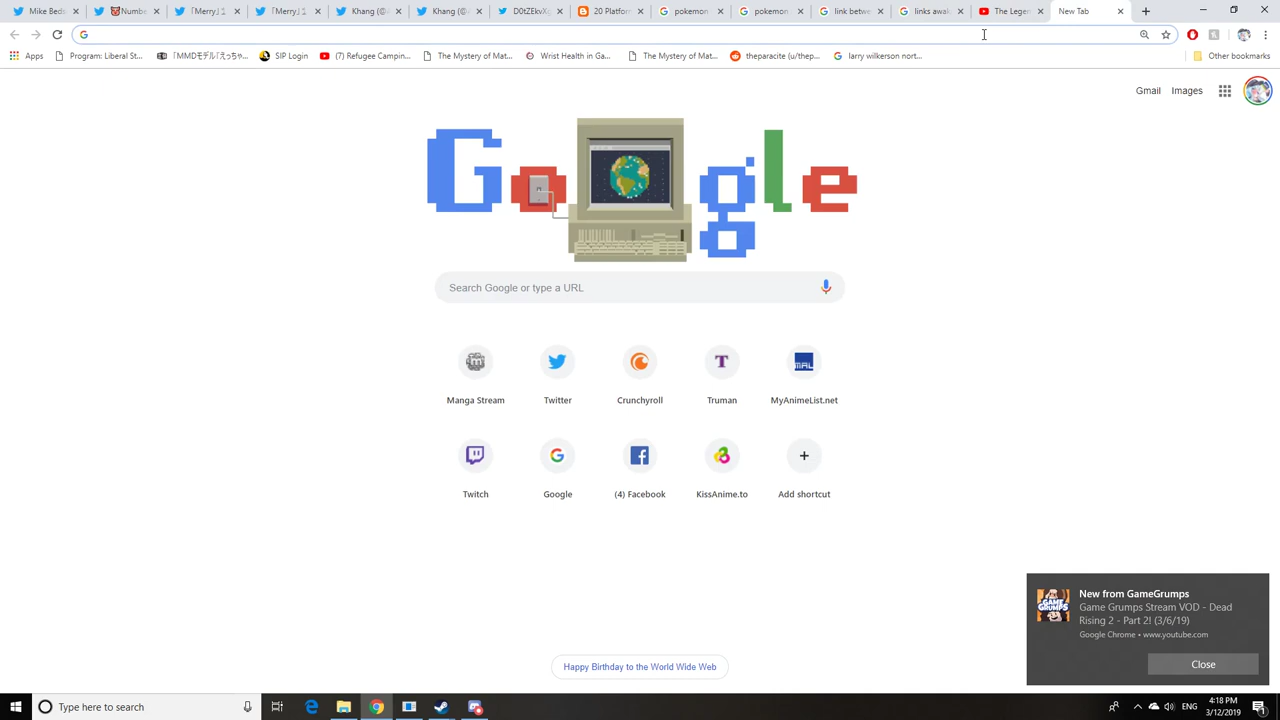 Mike Beds
Numbe
「Merry」
「Merry」
Khang (@
Khang (@
D0tZEkvX
20 Platfor
pokemon
pokemon
link betwe
links awak
The Legen
New Tab
Apps
Program: Liberal St...
「MMDモデル「えっちゃ...
SIP Login
(7) Refugee Campin...
The Mystery of Mat...
Wrist Health in Ga...
The Mystery of Mat...
theparacite (u/thep...
larry wilkerson nort...
Other bookmarks
Gmail
Images
Google
Search Google or type a URL
Manga Stream
Twitter
Crunchyroll
Truman
MyAnimeList.net
Twitch
Google
(4) Facebook
KissAnime.to
Add shortcut
New from GameGrumps
Game Grumps Stream VOD - Dead
Rising 2 - Part 2! (3/6/19)
Google Chrome • www.youtube.com
Close
Happy Birthday to the World Wide Web
Type here to search
ENG
4:18 PM
3/12/2019